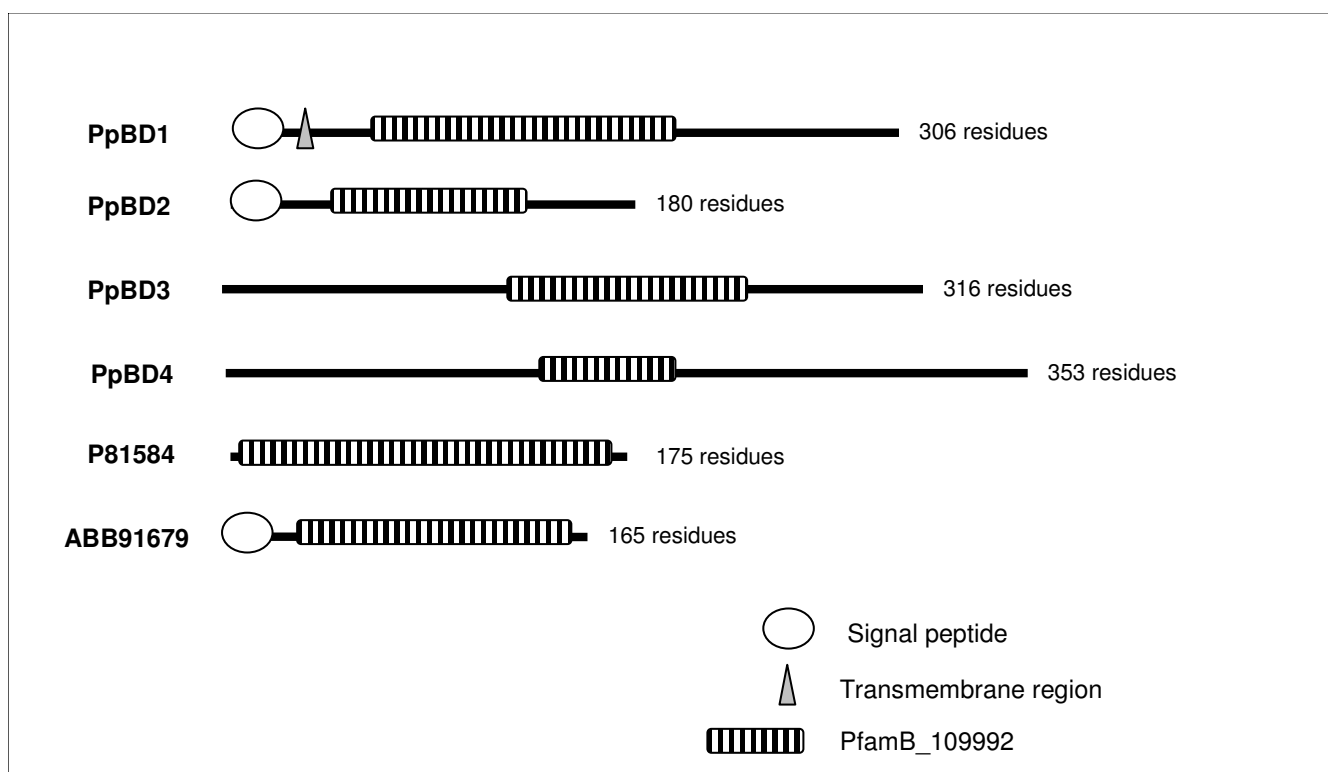 PpBD1 306 residues
PpBD2 180 residues
PpBD3 316 residues
PpBD4 353 residues
P81584 175 residues
ABB91679 165 residues
Signal peptide
Transmembrane region
PfamB_109992